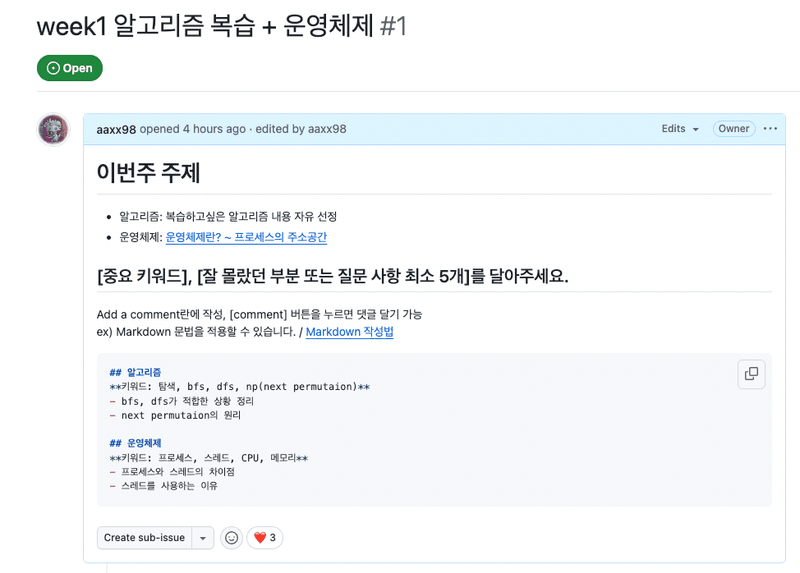 week1 알고리즘 복습 + 운영체제 #1
Open
aaxx98 opened 4 hours ago · edited by aaxx98
Edits
Owner
이번주 주제
알고리즘: 복습하고싶은 알고리즘 내용 자유 선정
운영체제: 운영체제란? ~ 프로세스의 주소공간
[중요 키워드], [잘 몰랐던 부분 또는 질문 사항 최소 5개]를 달아주세요.
Add a comment란에 작성, [comment] 버튼을 누르면 댓글 달기 가능
ex) Markdown 문법을 적용할 수 있습니다. / Markdown 작성법
## 알고리즘
**키워드: 탐색, bfs, dfs, np(next permutaion)**
- bfs, dfs가 적합한 상황 정리
- next permutaion의 원리
## 운영체제
**키워드: 프로세스, 스레드, CPU, 메모리**
- 프로세스와 스레드의 차이점
- 스레드를 사용하는 이유
Create sub-issue
3